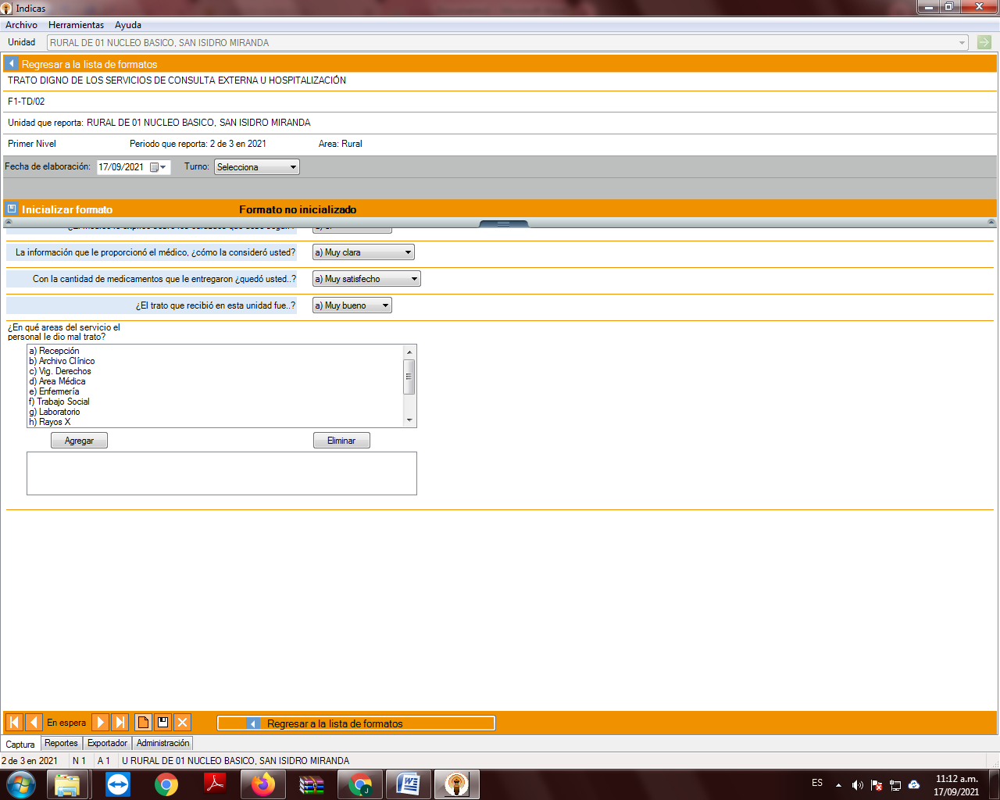 Indicas
Archivo Herramientas Ayuda
Unidad RURAL DE 01 NUCLEO BASICO, SAN ISIDRO MIRANDA
Regresar a la lista de formatos
TRATO DIGNO DE LOS SERVICIOS DE CONSULTA EXTERNA U HOSPITALIZACIÓN
F1-TD/02
Unidad que reporta: RURAL DE 01 NUCLEO BASICO, SAN ISIDRO MIRANDA
Primer Nivel Periodo que reporta: 2 de 3 en 2021 Area: Rural
Fecha de elaboración: 17/09/2021 Turno: Selecciona
Inicializar formato Formato no inicializado
La información que le proporcionó el médico, ¿cómo la consideró usted? a) Muy clara
Con la cantidad de medicamentos que le entregaron ¿quedó usted..? a) Muy satisfecho
¿El trato que recibió en esta unidad fue..? a) Muy bueno
¿En qué areas del servicio el
personal le dio mal trato?
a) Recepción
b) Archivo Clínico
c) Vig. Derechos
d) Area Médica
e) Enfermería
f) Trabajo Social
g) Laboratorio
h) Rayos X
Agregar Eliminar
En espera Regresar a la lista de formatos
Captura Reportes Exportador Administración
2 de 3 en 2021 N 1 A 1 U RURAL DE 01 NUCLEO BASICO, SAN ISIDRO MIRANDA
ES 11:12 a.m.
17/09/2021